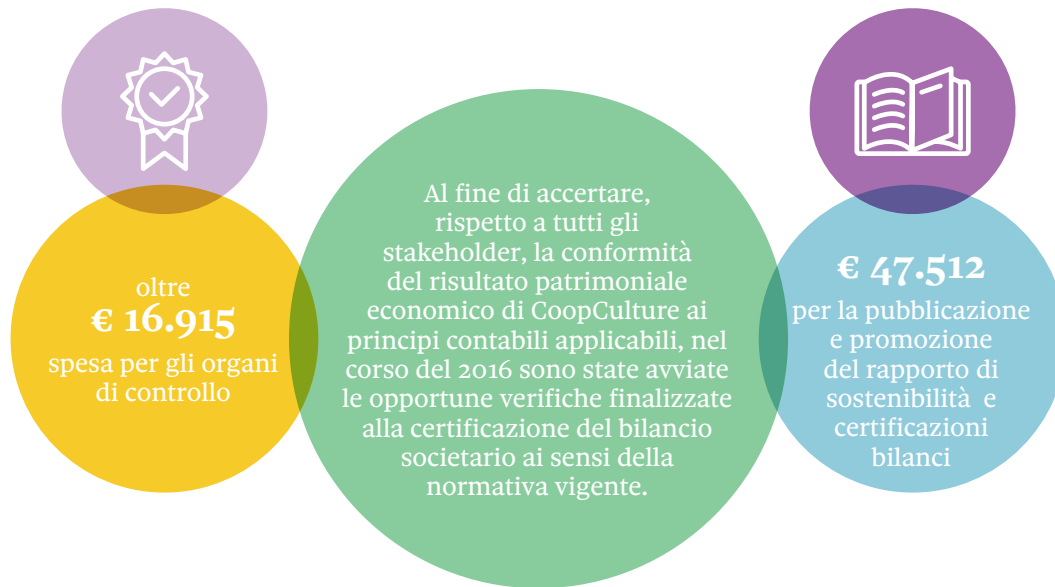 oltre
€ 16.915
spesa per gli organi
di controllo
Al fine di accertare,
rispetto a tutti gli
stakeholder, la conformità
del risultato patrimoniale
economico di CoopCulture ai
principi contabili applicabili, nel
corso del 2016 sono state avviate
le opportune verifiche finalizzate
alla certificazione del bilancio
societario ai sensi della
normativa vigente.
€ 47.512
per la pubblicazione
e promozione
del rapporto di
sostenibilità e
certificazioni
bilanci